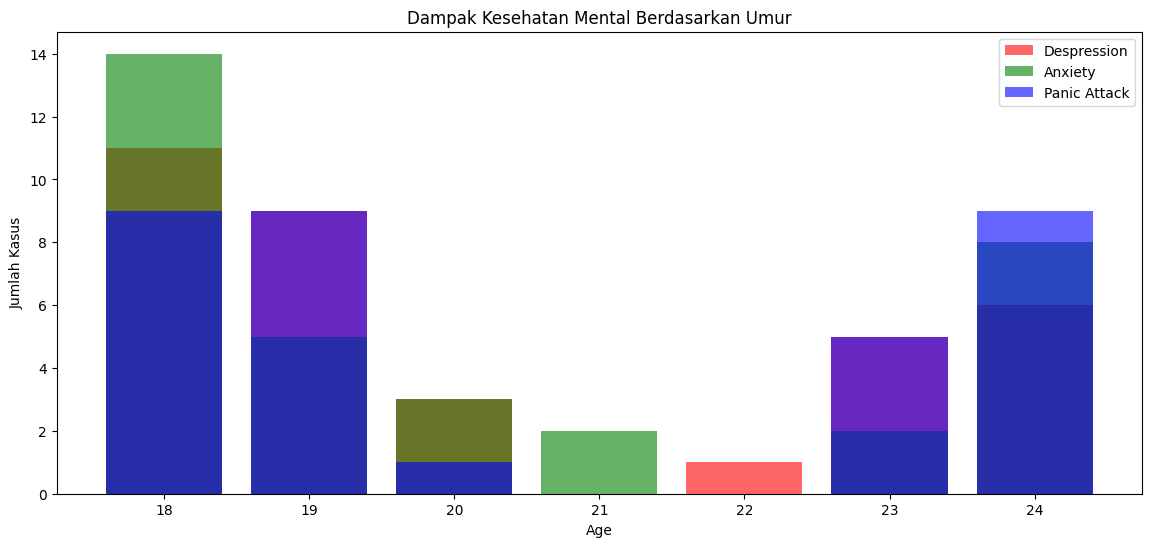 Dampak Kesehatan Mental Berdasarkan Umur
Despression
Anxiety
Panic Attack
Jumlah Kasus
14
12
10
8
6
4
2
0
18 19 20 21 22 23 24
Age